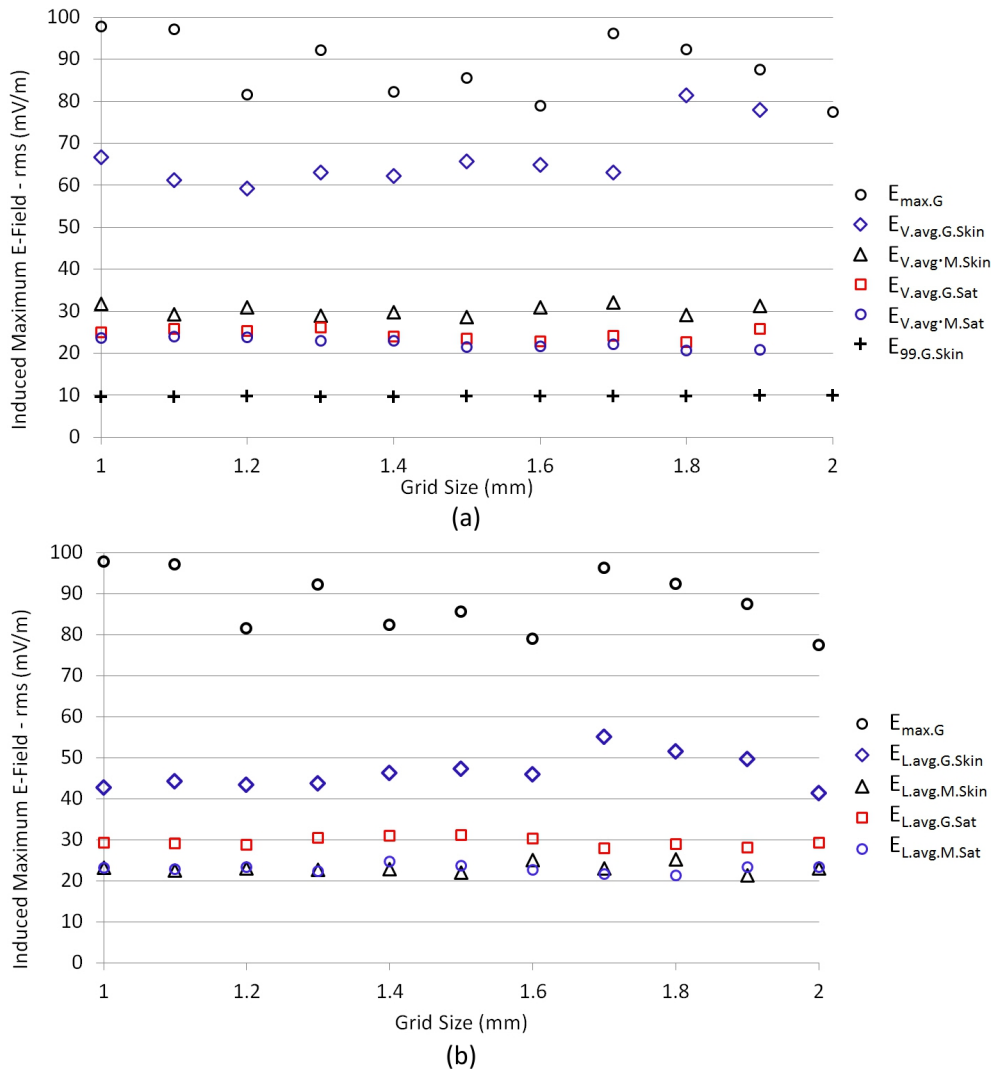 100
90
80
70
60
50
40
30
20
10
0
Induced Maximum E-Field - rms (mV/m)
1
1.2
1.4
1.6
1.8
2
Grid Size (mm)
(a)
Emax.G
EV.avg.G.Skin
EV.avg·M.Skin
EV.avg.G.Sat
EV.avg·M.Sat
E99.G.Skin
100
90
80
70
60
50
40
30
20
10
0
Induced Maximum E-Field - rms (mV/m)
1
1.2
1.4
1.6
1.8
2
Grid Size (mm)
(b)
Emax.G
EL.avg.G.Skin
EL.avg.M.Skin
EL.avg.G.Sat
EL.avg.M.Sat